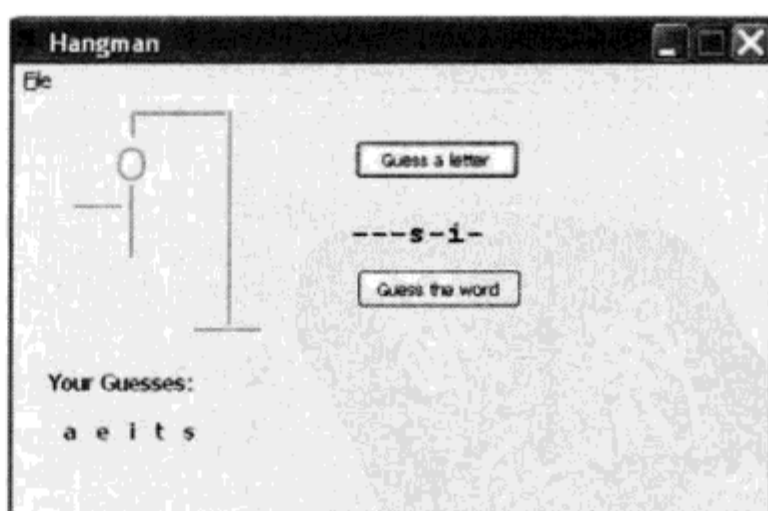 Hangman
File
Guess a letter
---s-i-
Guess the word
Your Guesses:
a e i t s